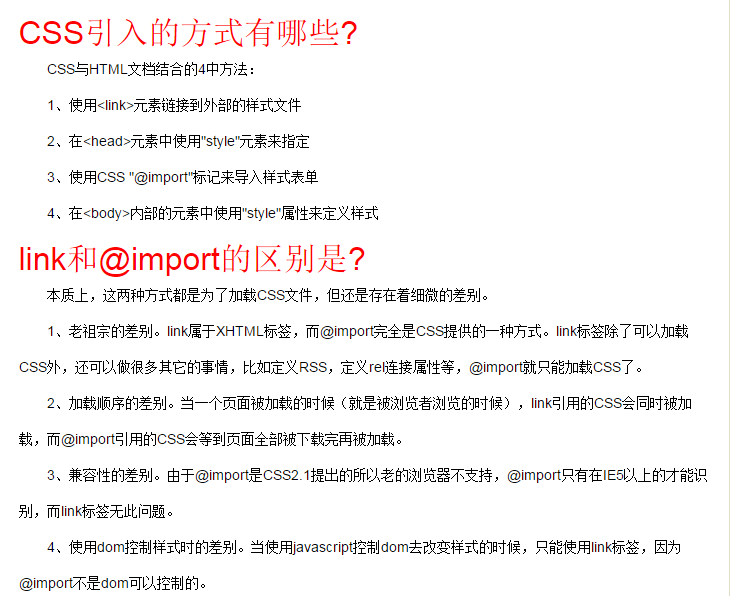 CSS引入的方式有哪些?
CSS与HTML文档结合的4中方法：
1、使用<link>元素链接到外部的样式文件
2、在<head>元素中使用"style"元素来指定
3、使用CSS "@import"标记来导入样式表单
4、在<body>内部的元素中使用"style"属性来定义样式
link和@import的区别是?
本质上，这两种方式都是为了加载CSS文件，但还是存在着细微的差别。
1、老祖宗的差别。link属于XHTML标签，而@import完全是CSS提供的一种方式。link标签除了可以加载
CSS外，还可以做很多其它的事情，比如定义RSS，定义rel连接属性等，@import就只能加载CSS了。
2、加载顺序的差别。当一个页面被加载的时候（就是被浏览者浏览的时候），link引用的CSS会同时被加
载，而@import引用的CSS会等到页面全部被下载完再被加载。
3、兼容性的差别。由于@import是CSS2.1提出的所以老的浏览器不支持，@import只有在IE5以上的才能识
别，而link标签无此问题。
4、使用dom控制样式时的差别。当使用javascript控制dom去改变样式的时候，只能使用link标签，因为
@import不是dom可以控制的。